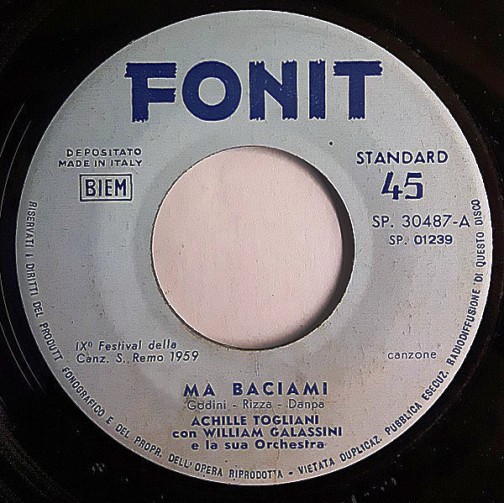 FONIT
DEPOSITATO
MADE IN ITALY
BIEM
STANDARD
45
SP. 30487-A
SP. 01239
IXº Festival della
Canz. S. Remo 1959
canzone
MA BACIAMI
Godini - Rizza - Danpa
ACHILLE TOGLIANI
con WILLIAM GALASSINI
e la sua Orchestra
RISERVATI I DIRITTI DEL PRODUTT. FONOGRAFICO E DEL PROPR. DELL'OPERA RIPRODOTTA - VIETATA DUPLICAZ. PUBBLICA ESECUZ. RADIODIFFUSIONE DI QUESTO DISCO